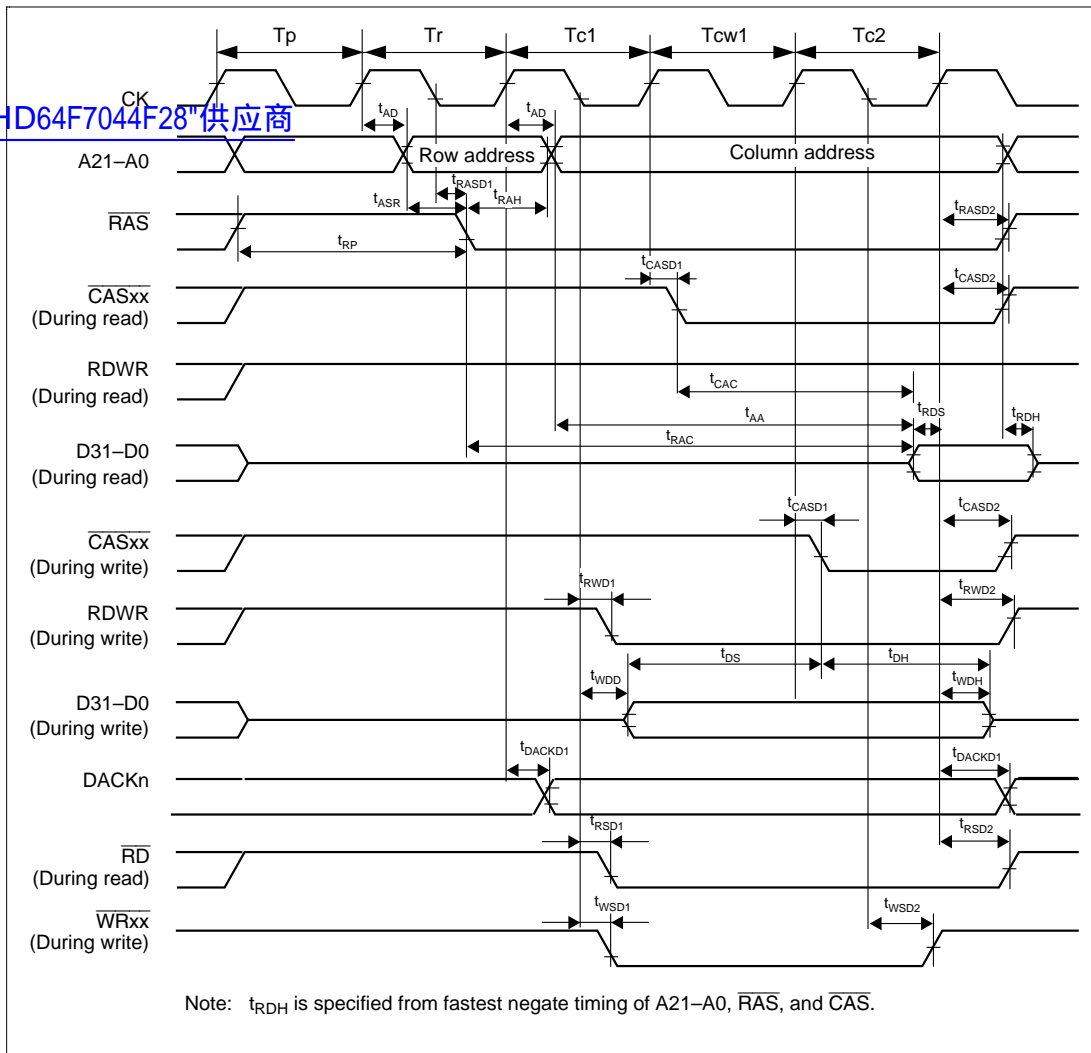 Tp Tr Tc1 Tcw1 Tc2
CK
HD64F7044F28"供应商
tAD tAD
A21–A0 Row address Column address
tRASD1
tASR tRAH
RAS tRASD2
tRP
tCASD1 tCASD2
CASxx
(During read)
RDWR
(During read)
tCAC
tRDS tRDH
tAA
tRAC
D31–D0
(During read)
tCASD1 tCASD2
CASxx
(During write)
tRWD1 tRWD2
RDWR
(During write)
tDS tDH
tWDD tWDH
D31–D0
(During write)
tDACKD1 tDACKD1
DACKn
tRSD1 tRSD2
RD
(During read)
tWSD1 tWSD2
WRxx
(During write)
Note: tRDH is specified from fastest negate timing of A21–A0, RAS, and CAS.